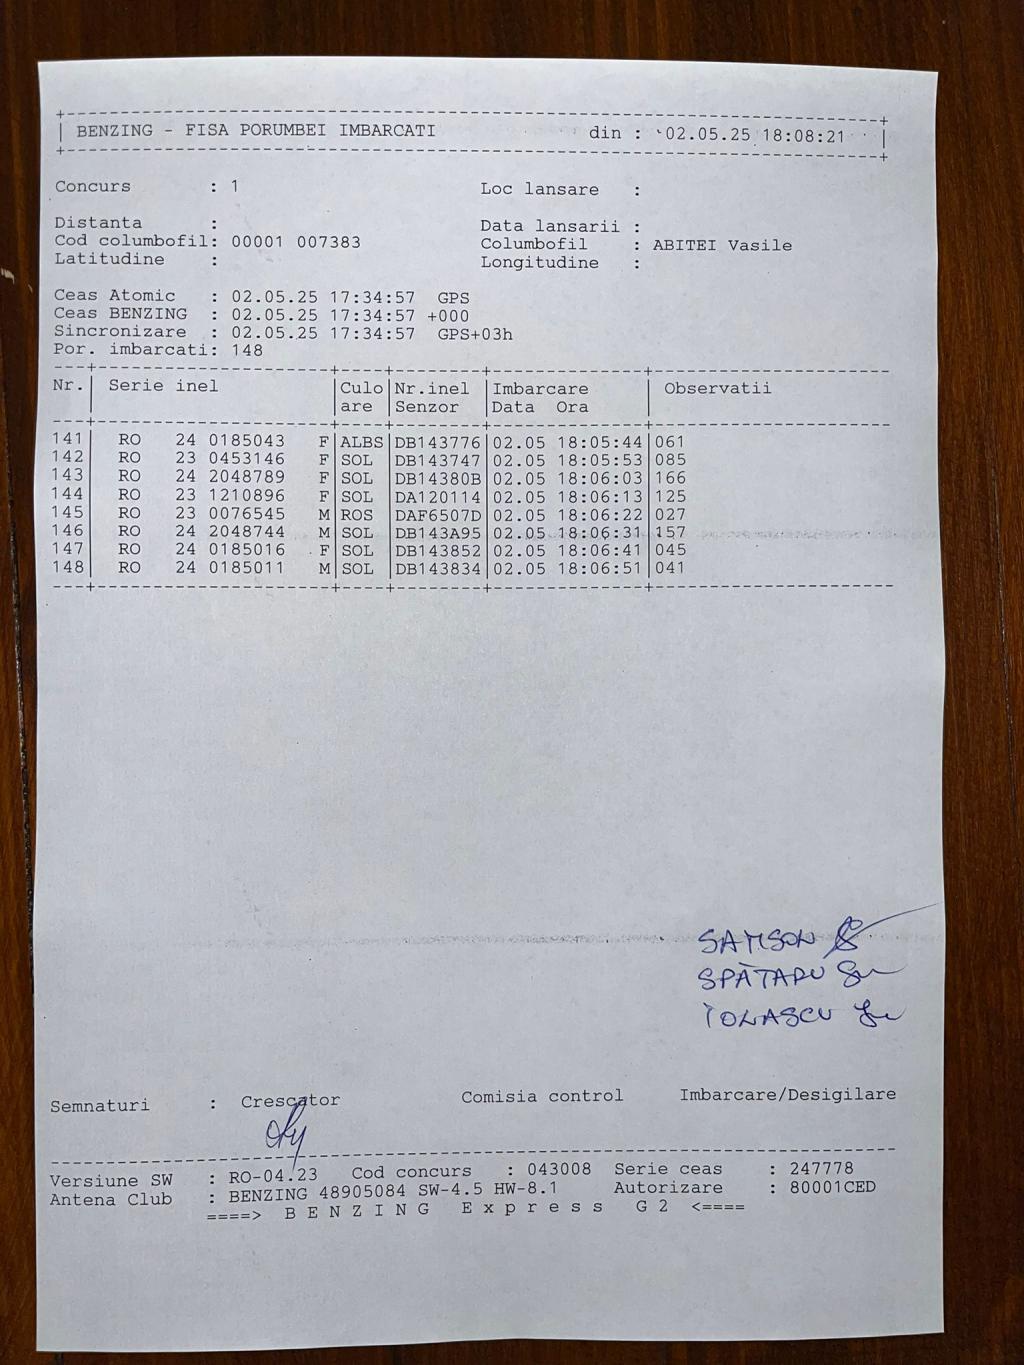 BENZING - FISA PORUMBEI IMBARCATI din : 02.05.25 18:08:21
Concurs : 1 Loc lansare :
Distanta : Data lansarii :
Cod columbofil: 00001 007383 Columbofil : ABITEI Vasile
Latitudine : Longitudine :
Ceas Atomic : 02.05.25 17:34:57 GPS
Ceas BENZING : 02.05.25 17:34:57 +000
Sincronizare : 02.05.25 17:34:57 GPS+03h
Por. imbarcati: 148
Nr.| Serie inel |Culo|Nr.inel |Imbarcare | Observatii
| |are |Senzor |Data Ora |
141| RO 24 0185043 F|ALBS|DB143776|02.05 18:05:44|061
142| RO 23 0453146 F|SOL |DB143747|02.05 18:05:53|085
143| RO 24 2048789 F|SOL |DB14380B|02.05 18:06:03|166
144| RO 23 1210896 F|SOL |DA120114|02.05 18:06:13|125
145| RO 23 0076545 M|ROS |DAF6507D|02.05 18:06:22|027
146| RO 24 2048744 M|SOL |DB143A95|02.05 18:06:31|157
147| RO 24 0185016 F|SOL |DB143852|02.05 18:06:41|045
148| RO 24 0185011 M|SOL |DB143834|02.05 18:06:51|041
SAMSON
SPĂTARU
IONASCU
Semnaturi : Crescator Comisia control Imbarcare/Desigilare
Versiune SW : RO-04.23 Cod concurs : 043008 Serie ceas : 247778
Antena Club : BENZING 48905084 SW-4.5 HW-8.1 Autorizare : 80001CED
====> B E N Z I N G E x p r e s s G 2 <====